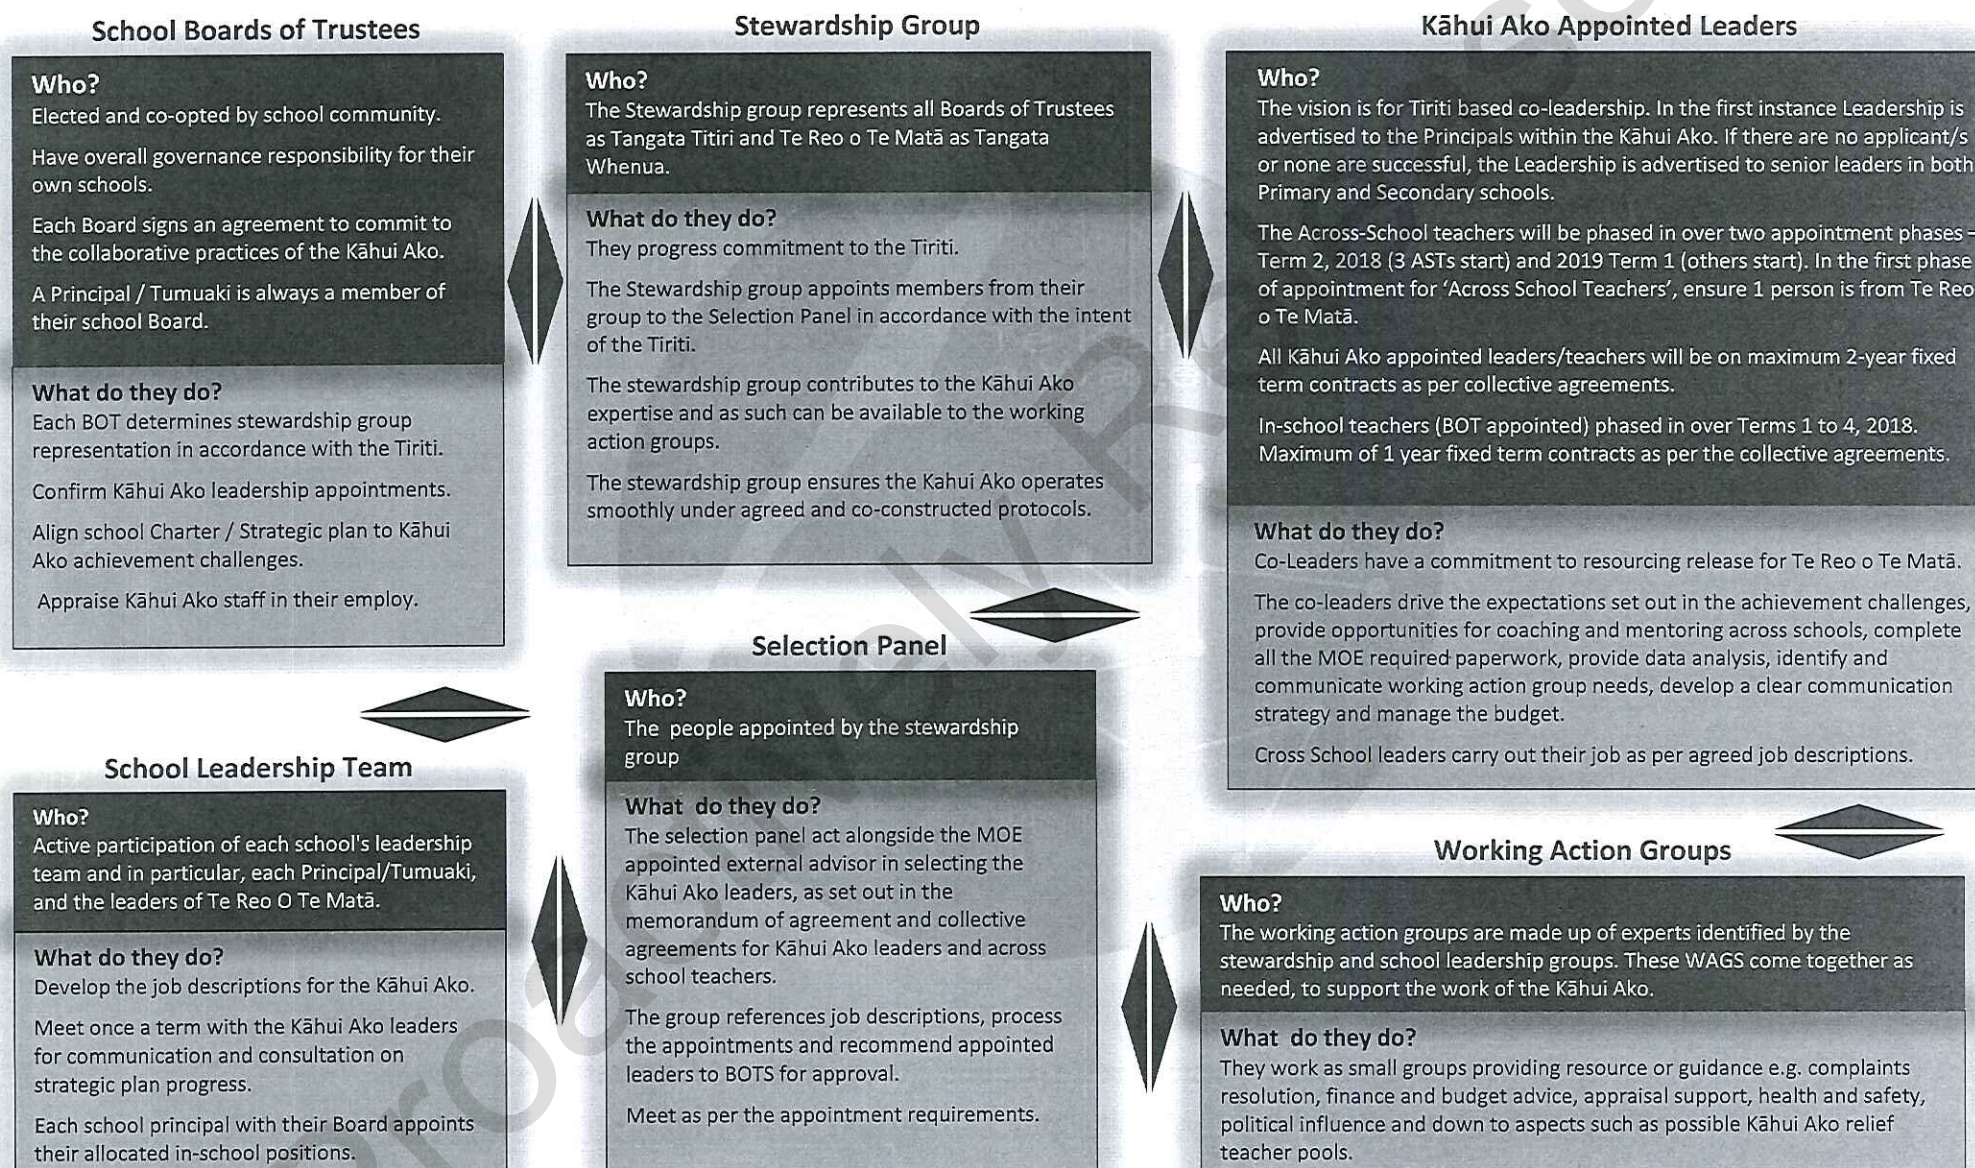 School Boards of Trustees
Who?
Elected and co-opted by school community.
Have overall governance responsibility for their
own schools.
Each Board signs an agreement to commit to
the collaborative practices of the Kāhui Ako.
A Principal / Tumuaki is always a member of
their school Board.
What do they do?
Each BOT determines stewardship group
representation in accordance with the Tiriti.
Confirm Kāhui Ako leadership appointments.
Align school Charter / Strategic plan to Kāhui
Ako achievement challenges.
Appraise Kāhui Ako staff in their employ.
School Leadership Team
Who?
Active participation of each school's leadership
team and in particular, each Principal/Tumuaki,
and the leaders of Te Reo O Te Matā.
What do they do?
Develop the job descriptions for the Kāhui Ako.
Meet once a term with the Kāhui Ako leaders
for communication and consultation on
strategic plan progress.
Each school principal with their Board appoints
their allocated in-school positions.
Stewardship Group
Who?
The Stewardship group represents all Boards of Trustees
as Tangata Titiri and Te Reo o Te Matā as Tangata
Whenua.
What do they do?
They progress commitment to the Tiriti.
The Stewardship group appoints members from their
group to the Selection Panel in accordance with the intent
of the Tiriti.
The stewardship group contributes to the Kāhui Ako
expertise and as such can be available to the working
action groups.
The stewardship group ensures the Kahui Ako operates
smoothly under agreed and co-constructed protocols.
Selection Panel
Who?
The people appointed by the stewardship
group
What do they do?
The selection panel act alongside the MOE
appointed external advisor in selecting the
Kāhui Ako leaders, as set out in the
memorandum of agreement and collective
agreements for Kāhui Ako leaders and across
school teachers.
The group references job descriptions, process
the appointments and recommend appointed
leaders to BOTS for approval.
Meet as per the appointment requirements.
Kāhui Ako Appointed Leaders
Who?
The vision is for Tiriti based co-leadership. In the first instance Leadership is
advertised to the Principals within the Kāhui Ako. If there are no applicant/s
or none are successful, the Leadership is advertised to senior leaders in both
Primary and Secondary schools.
The Across-School teachers will be phased in over two appointment phases –
Term 2, 2018 (3 ASTs start) and 2019 Term 1 (others start). In the first phase
of appointment for ‘Across School Teachers’, ensure 1 person is from Te Reo
o Te Matā.
All Kāhui Ako appointed leaders/teachers will be on maximum 2-year fixed
term contracts as per collective agreements.
In-school teachers (BOT appointed) phased in over Terms 1 to 4, 2018.
Maximum of 1 year fixed term contracts as per the collective agreements.
What do they do?
Co-Leaders have a commitment to resourcing release for Te Reo o Te Matā.
The co-leaders drive the expectations set out in the achievement challenges,
provide opportunities for coaching and mentoring across schools, complete
all the MOE required paperwork, provide data analysis, identify and
communicate working action group needs, develop a clear communication
strategy and manage the budget.
Cross School leaders carry out their job as per agreed job descriptions.
Working Action Groups
Who?
The working action groups are made up of experts identified by the
stewardship and school leadership groups. These WAGS come together as
needed, to support the work of the Kāhui Ako.
What do they do?
They work as small groups providing resource or guidance e.g. complaints
resolution, finance and budget advice, appraisal support, health and safety,
political influence and down to aspects such as possible Kāhui Ako relief
teacher pools.